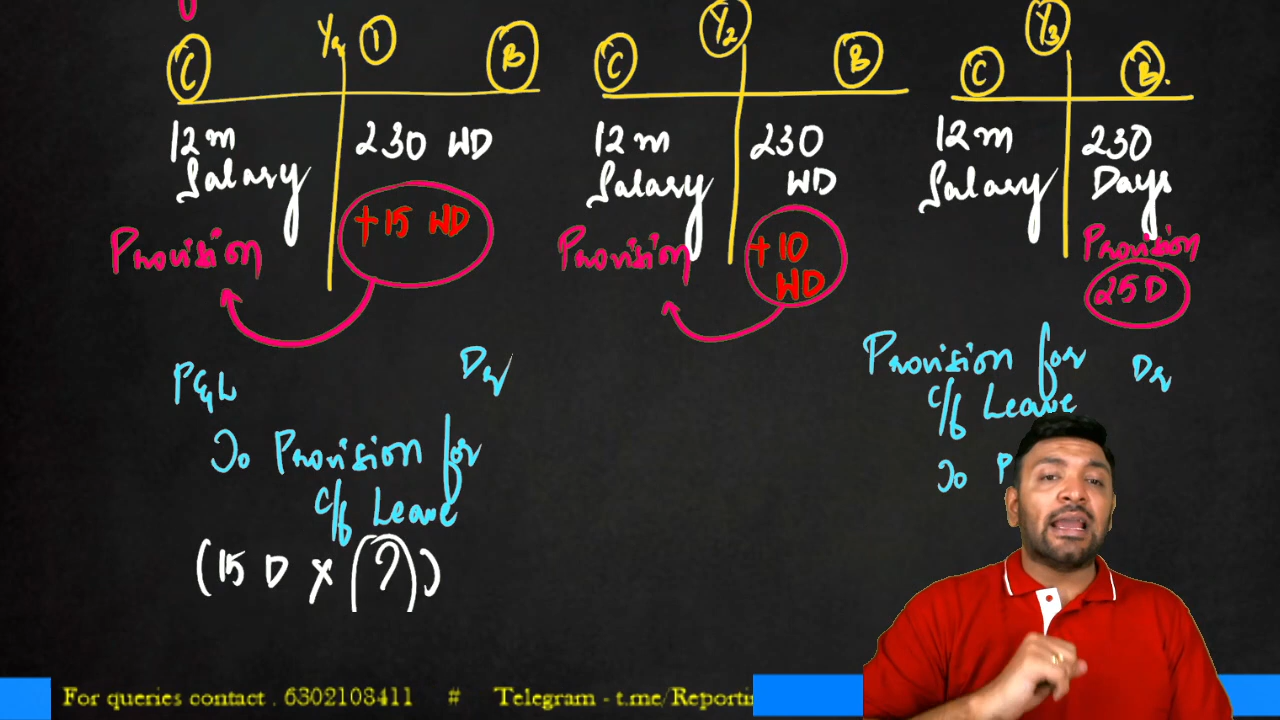 C Y1 1 B
12m Salary 230 WD
+15 WD
Provision
C Y2 B
12m Salary 230 WD
+10 WD
Provision
C Y3 B.
12m Salary 230 Days
Provision
25D
P&L Dr
To Provision for
c/f Leave
(15 D x (?))
Provision for Dr
c/f Leave
To P
For queries contact . 6302108411 # Telegram - t.me/Reporti